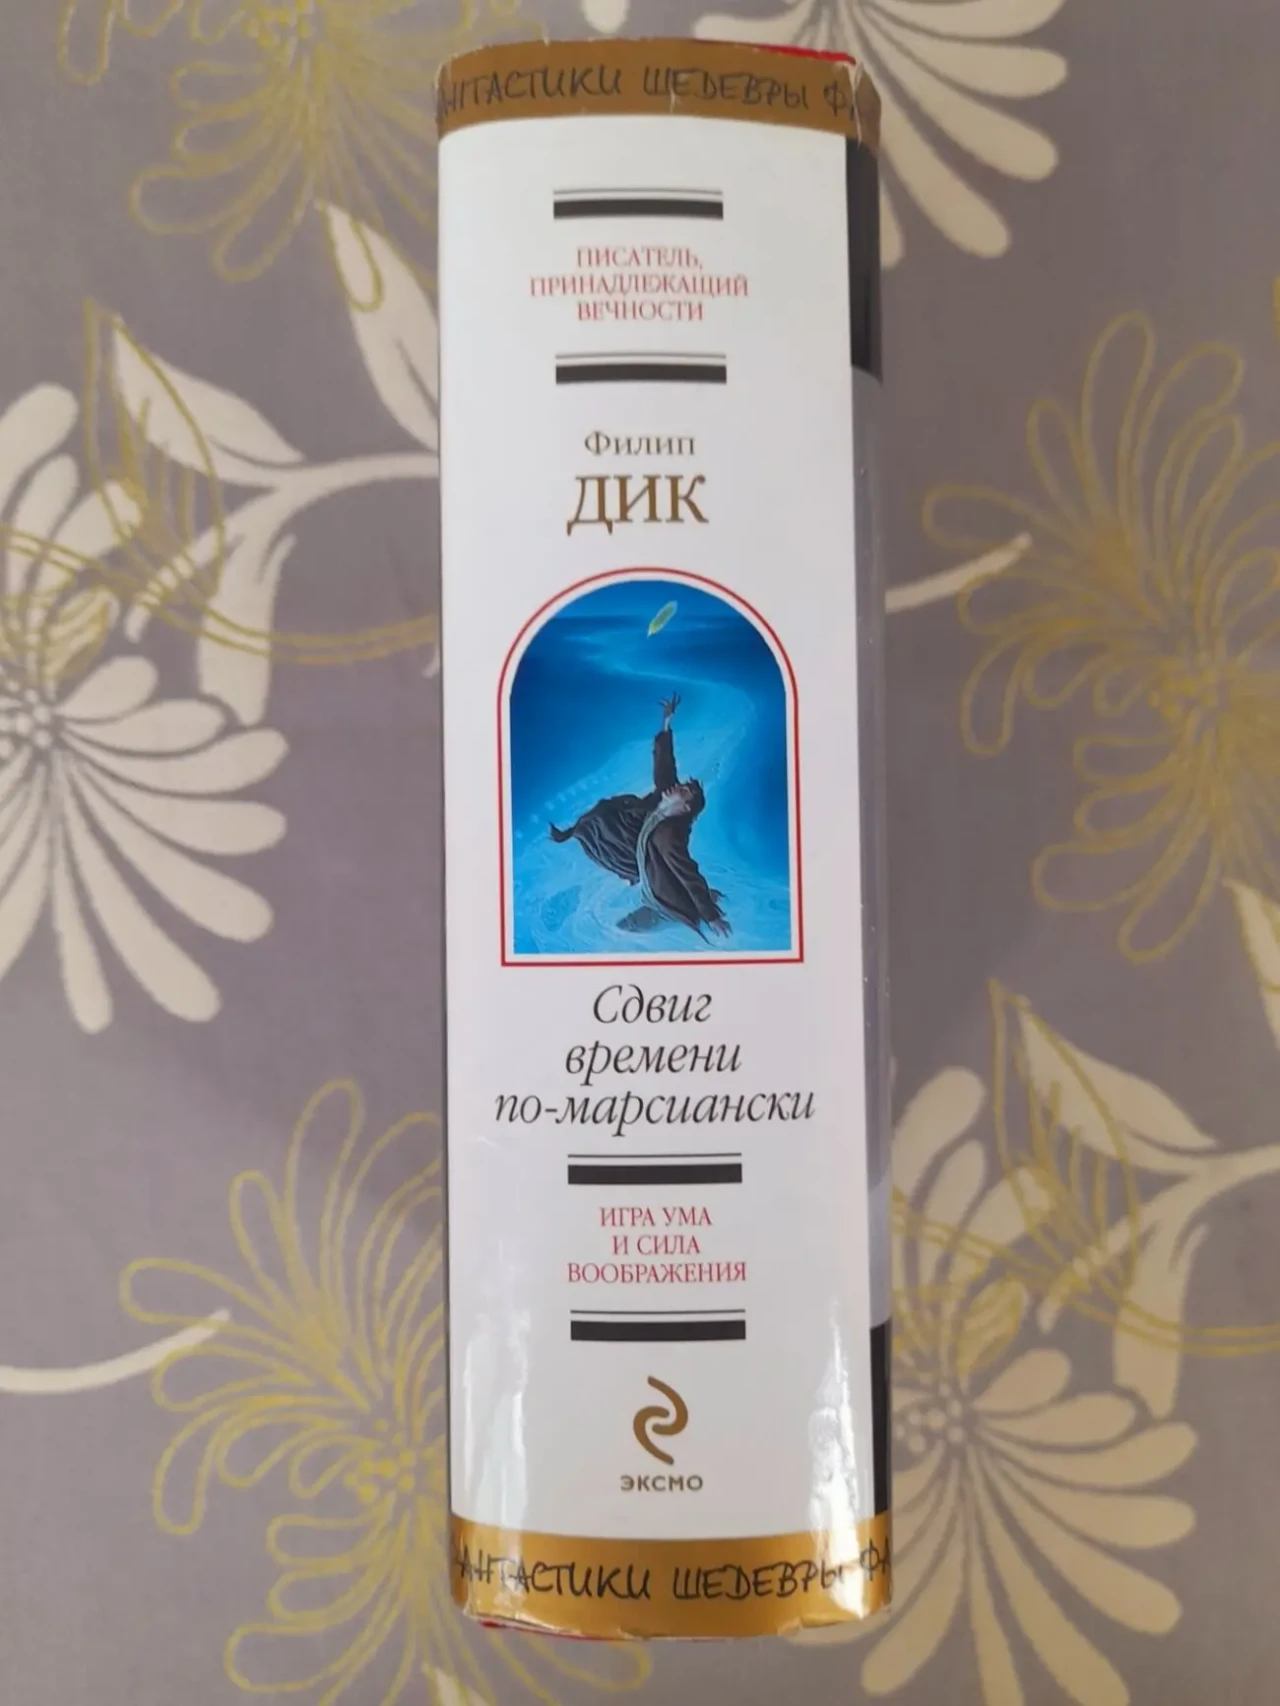 АНТАСТИКИ ШЕДЕВРЫ ФА
ПИСАТЕЛЬ,
ПРИНАДЛЕЖАЩИЙ
ВЕЧНОСТИ
Филип
ДИК
Сдвиг
времени
по-марсиански
ИГРА УМА
И СИЛА
ВООБРАЖЕНИЯ
ЭКСМО
АНТАСТИКИ ШЕДЕВРЫ ФА